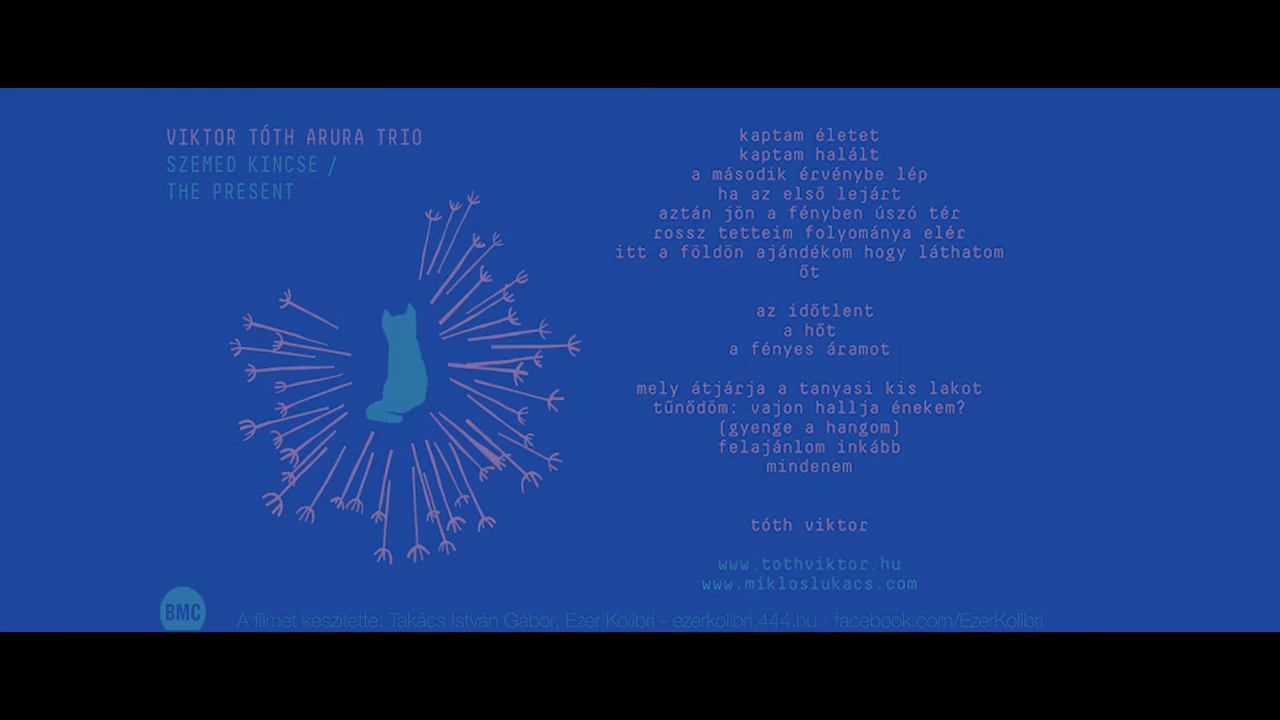 VIKTOR TÓTH ARURA TRIO
SZEMED KINCSE /
THE PRESENT
kaptam életet
kaptam halált
a második érvénybe lép
ha az első lejárt
aztán jön a fényben úszó tér
rossz tetteim folyománya elér
itt a földön ajándékom hogy láthatom
őt
az időtlent
a hőt
a fényes áramot
mely átjárja a tanyasi kis lakot
tűnődöm: vajon hallja énekem?
(gyenge a hangom)
felajánlom inkább
mindenem
tóth viktor
www.tothviktor.hu
www.mikloslukacs.com
BMC
A filmet készítette: Takács István Gábor, Ezer Kolibri - ezerkolibri.444.hu - facebook.com/EzerKolibri